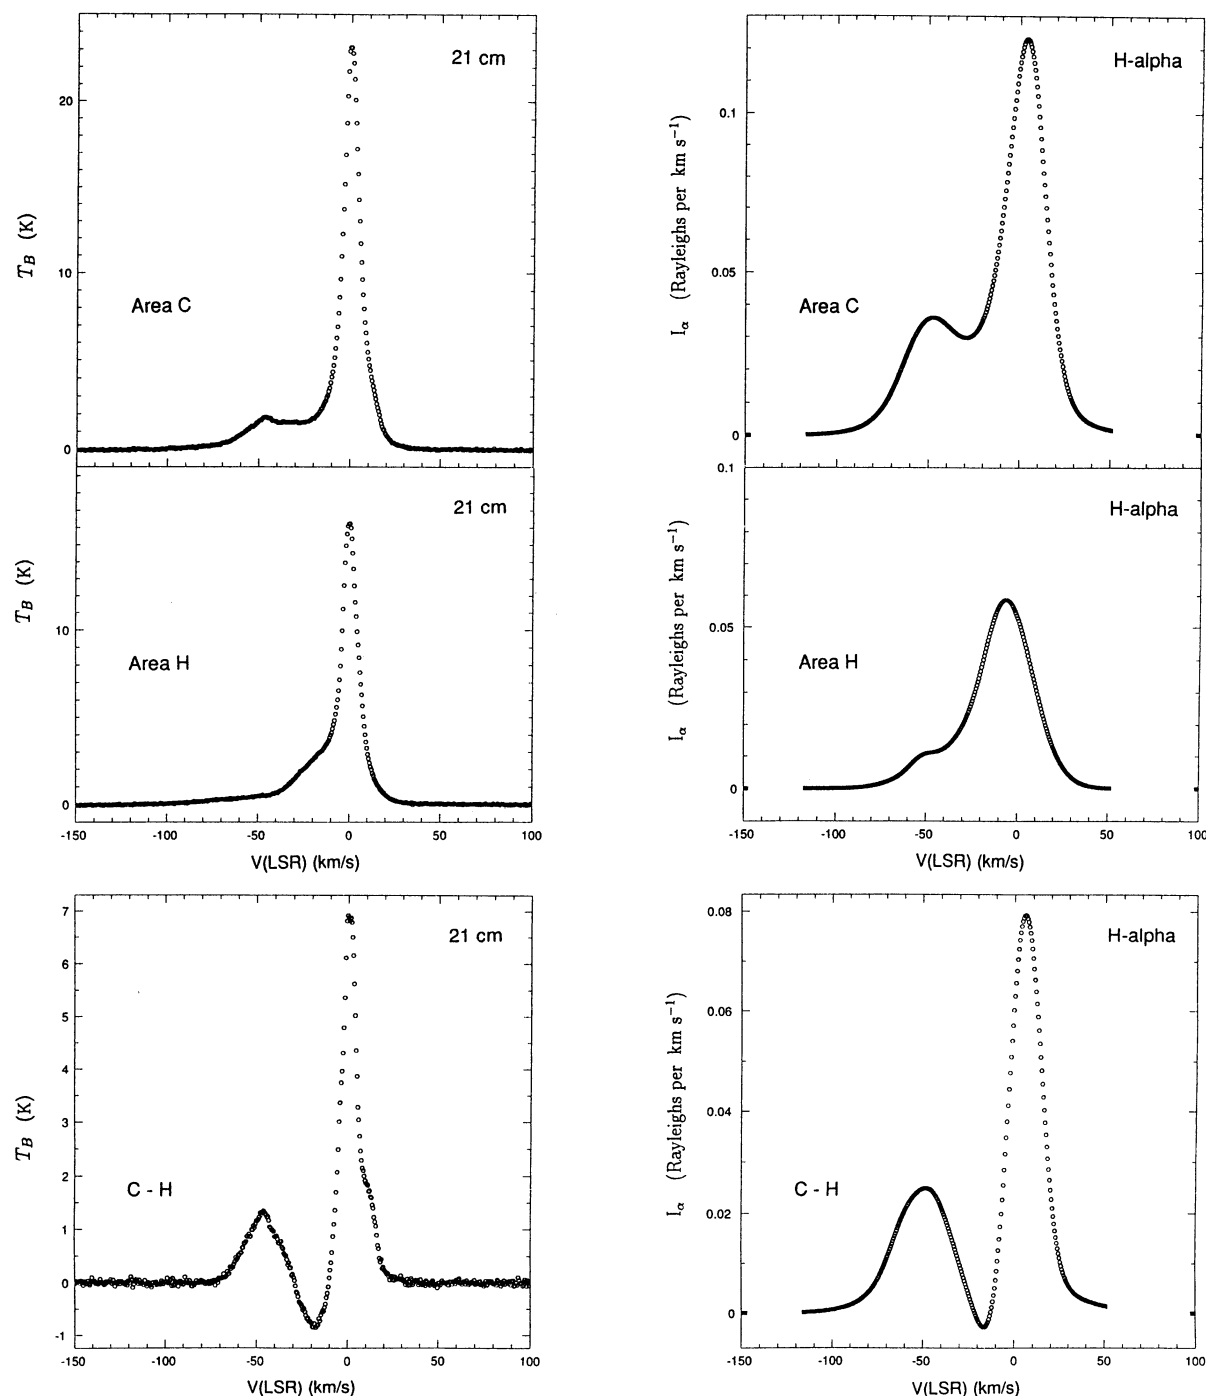 21 cm
20
10
0
T_B (K)
Area C
H-alpha
0.1
0.05
0
I_α (Rayleighs per km s⁻¹)
Area C
21 cm
10
0
T_B (K)
Area H
-150 -100 -50 0 50 100
V(LSR) (km/s)
H-alpha
0.1
0.05
0
I_α (Rayleighs per km s⁻¹)
Area H
-150 -100 -50 0 50 100
V(LSR) (km/s)
21 cm
7
6
5
4
3
2
1
0
-1
T_B (K)
C - H
-150 -100 -50 0 50 100
V(LSR) (km/s)
H-alpha
0.08
0.06
0.04
0.02
0
I_α (Rayleighs per km s⁻¹)
C - H
-150 -100 -50 0 50 100
V(LSR) (km/s)